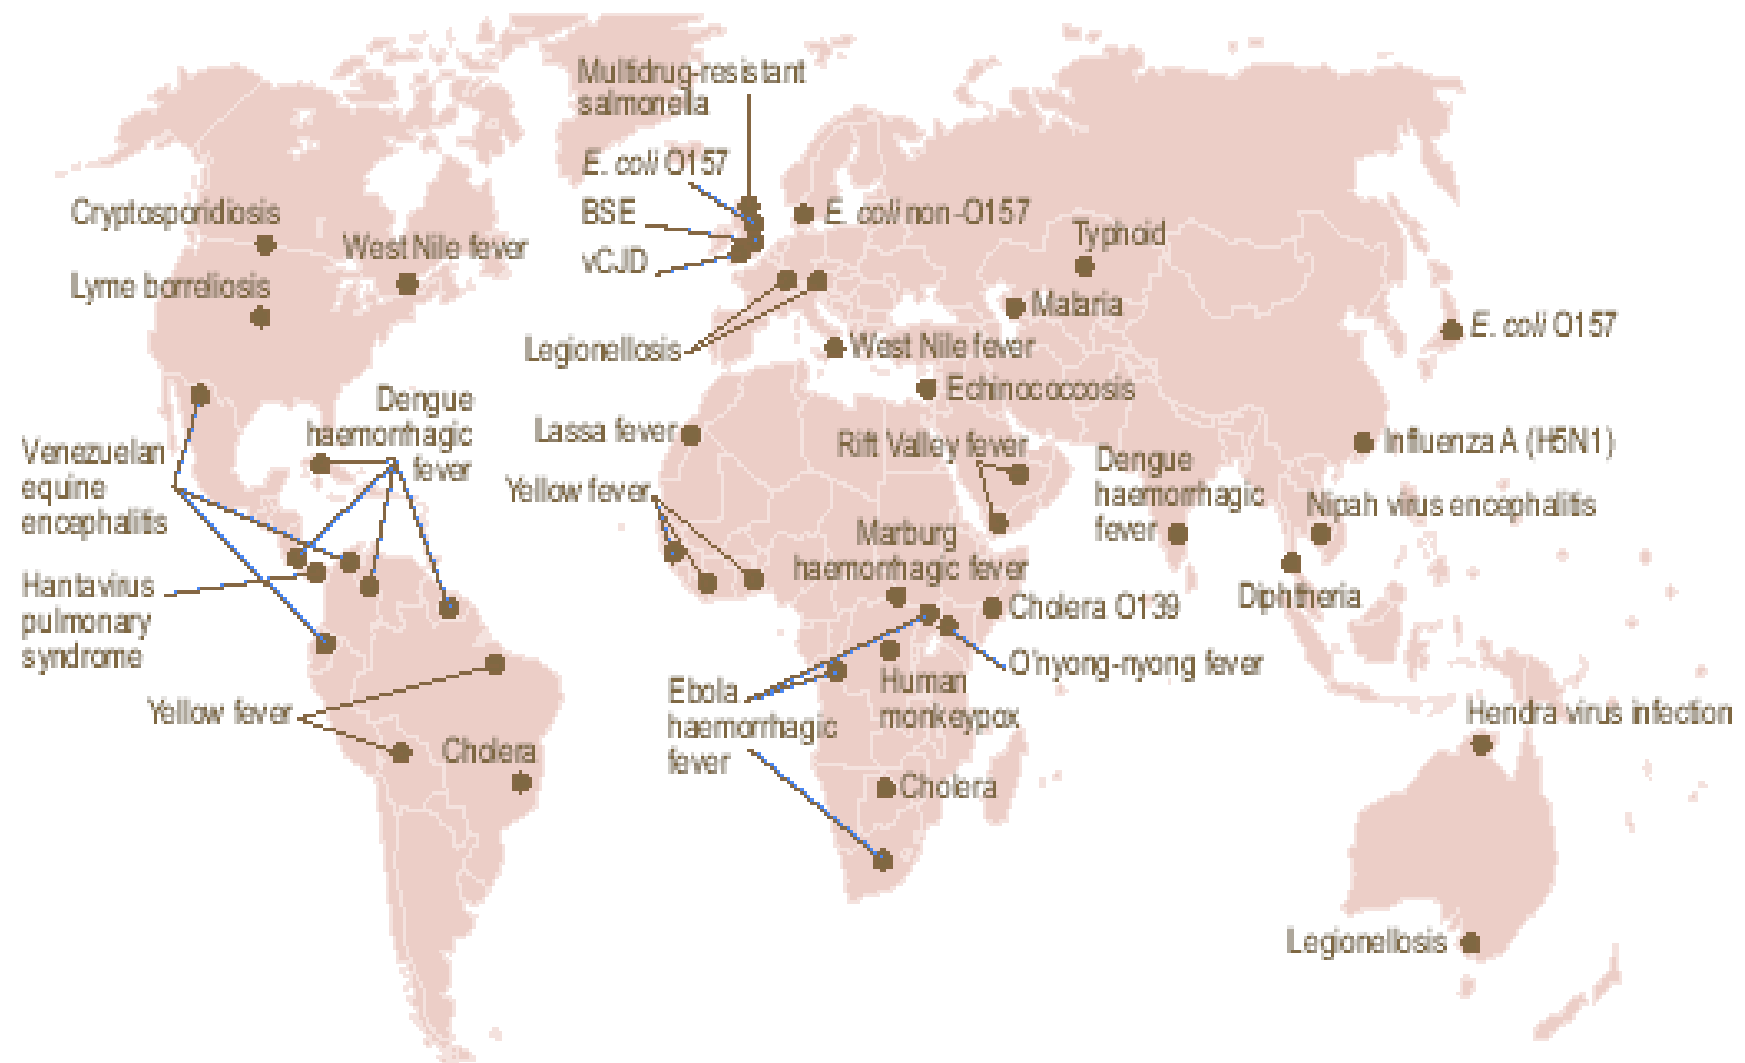 Multidrug-resistant
salmonella
E. coli O157
BSE
vCJD
E. coli non-O157
Cryptosporidiosis
West Nile fever
Lyme borreliosis
Typhoid
Malaria
E. coli O157
Legionellosis
West Nile fever
Echinococcosis
Dengue
haemorrhagic
fever
Lassa fever
Rift Valley fever
Influenza A (H5N1)
Venezuelan
equine
encephalitis
Yellow fever
Dengue
haemorrhagic
fever
Nipah virus encephalitis
Marburg
haemorrhagic fever
Hantavirus
pulmonary
syndrome
Cholera O139
Diphtheria
O'nyong-nyong fever
Ebola
haemorrhagic
fever
Human
monkeypox
Yellow fever
Cholera
Cholera
Hendra virus infection
Legionellosis